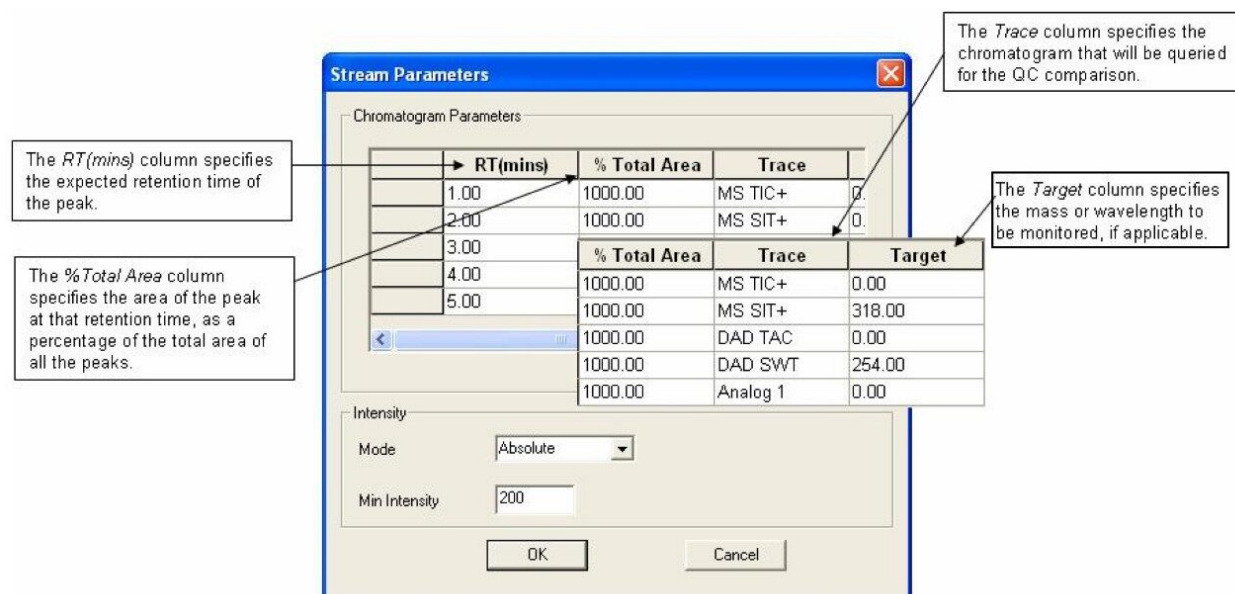 The Trace column specifies the
chromatogram that will be queried
for the QC comparison.
Stream Parameters
Chromatogram Parameters
The RT(mins) column specifies
the expected retention time of
the peak.
RT(mins) % Total Area Trace
1.00 1000.00 MS TIC+ 0.
2.00 1000.00 MS SIT+ 0.
3.00
4.00
5.00
The Target column specifies
the mass or wavelength to
be monitored, if applicable.
% Total Area Trace Target
1000.00 MS TIC+ 0.00
1000.00 MS SIT+ 318.00
1000.00 DAD TAC 0.00
1000.00 DAD SWT 254.00
1000.00 Analog 1 0.00
The %Total Area column
specifies the area of the peak
at that retention time, as a
percentage of the total area of
all the peaks.
Intensity
Mode Absolute
Min Intensity 200
OK Cancel